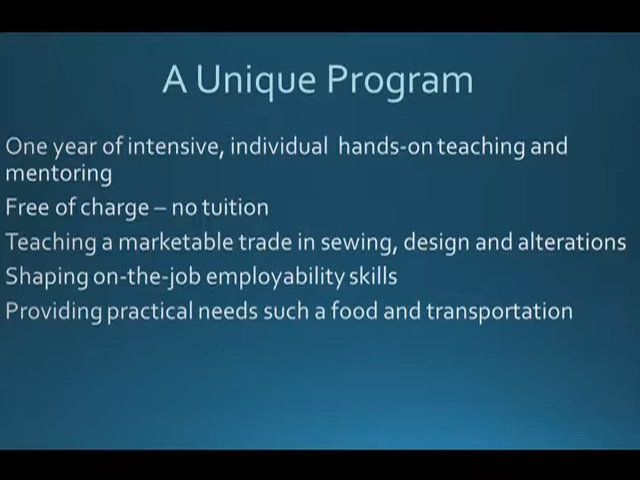 A Unique Program
One year of intensive, individual hands-on teaching and
mentoring
Free of charge – no tuition
Teaching a marketable trade in sewing, design and alterations
Shaping on-the-job employability skills
Providing practical needs such a food and transportation